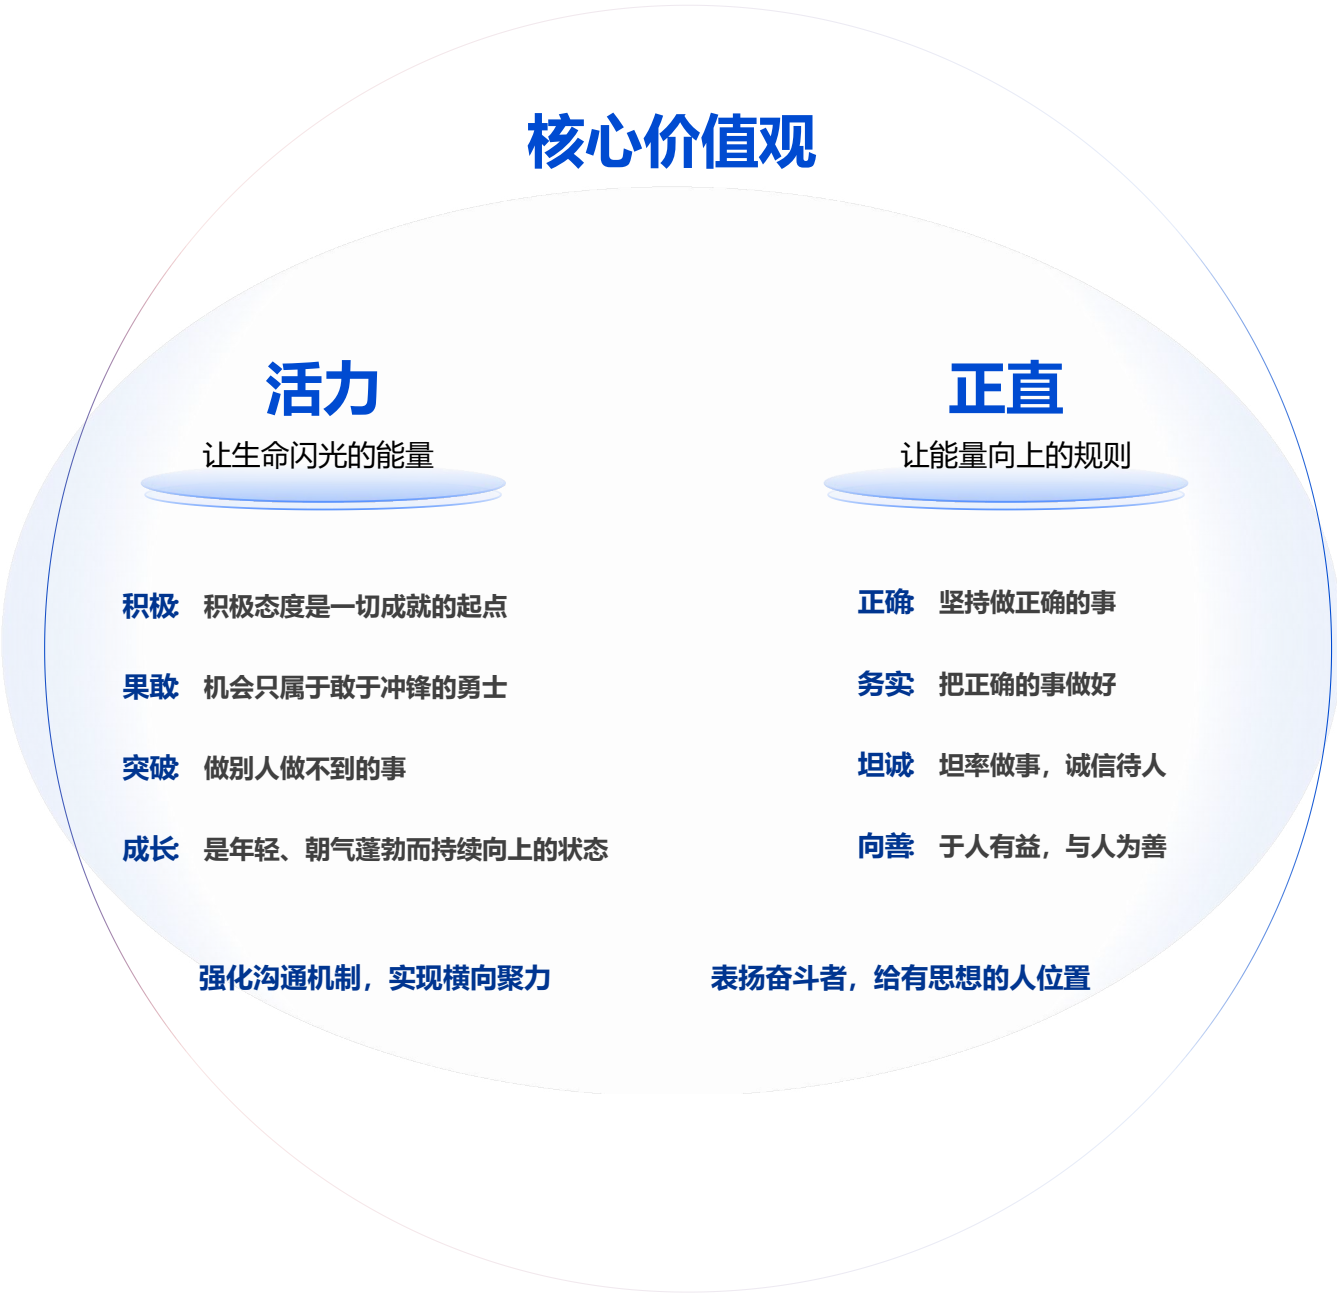 核心价值观
活力
让生命闪光的能量
积极: 积极态度是一切成就的起点
果敢: 机会只属于敢于冲锋的勇士
突破: 做别人做不到的事
成长: 是年轻、朝气蓬勃而持续向上的状态
正直
让能量向上的规则
正确: 坚持做正确的事
务实: 把正确的事做好
坦诚: 坦率做事，诚信待人
向善: 于人有益，与人为善
强化沟通机制，实现横向聚力
表扬奋斗者，给有思想的人位置